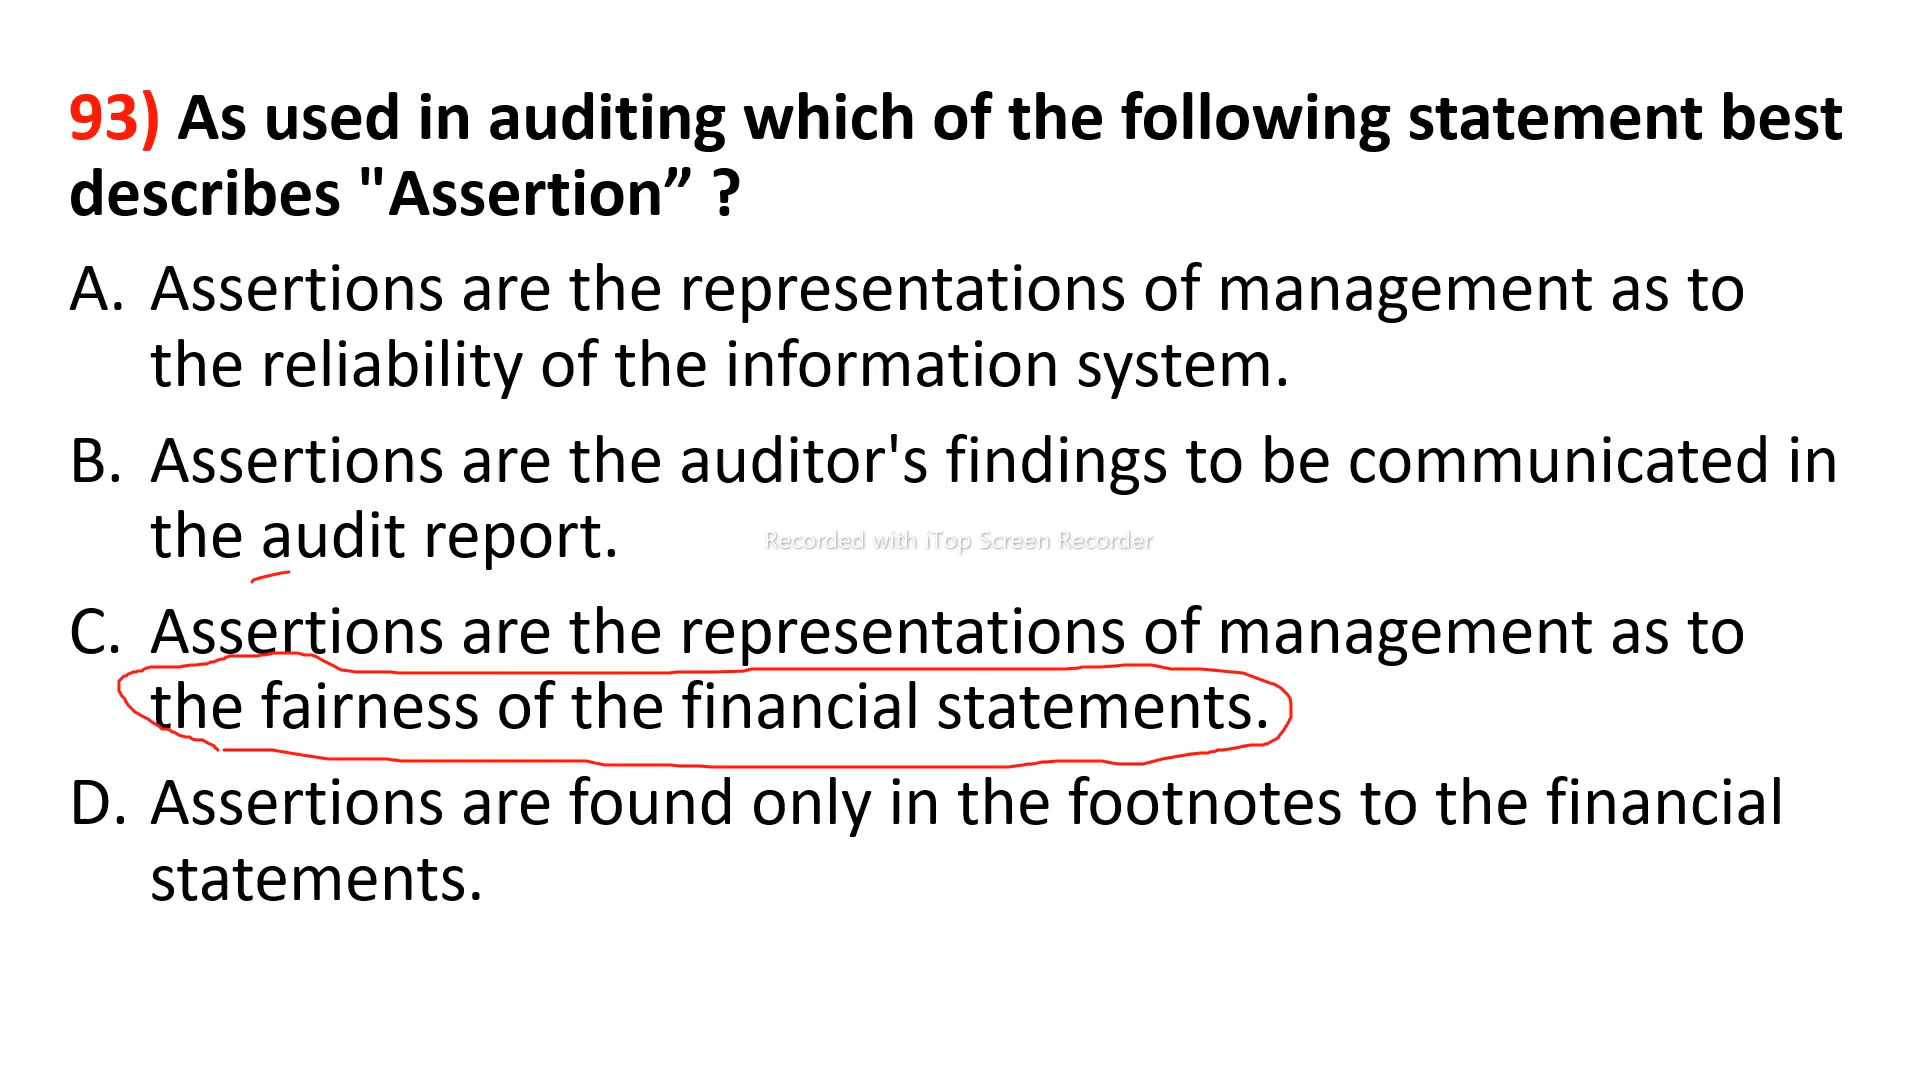 93) As used in auditing which of the following statement best
describes "Assertion” ?
A. Assertions are the representations of management as to
the reliability of the information system.
B. Assertions are the auditor's findings to be communicated in
the audit report.
Recorded with iTop Screen Recorder
C. Assertions are the representations of management as to
the fairness of the financial statements.
D. Assertions are found only in the footnotes to the financial
statements.